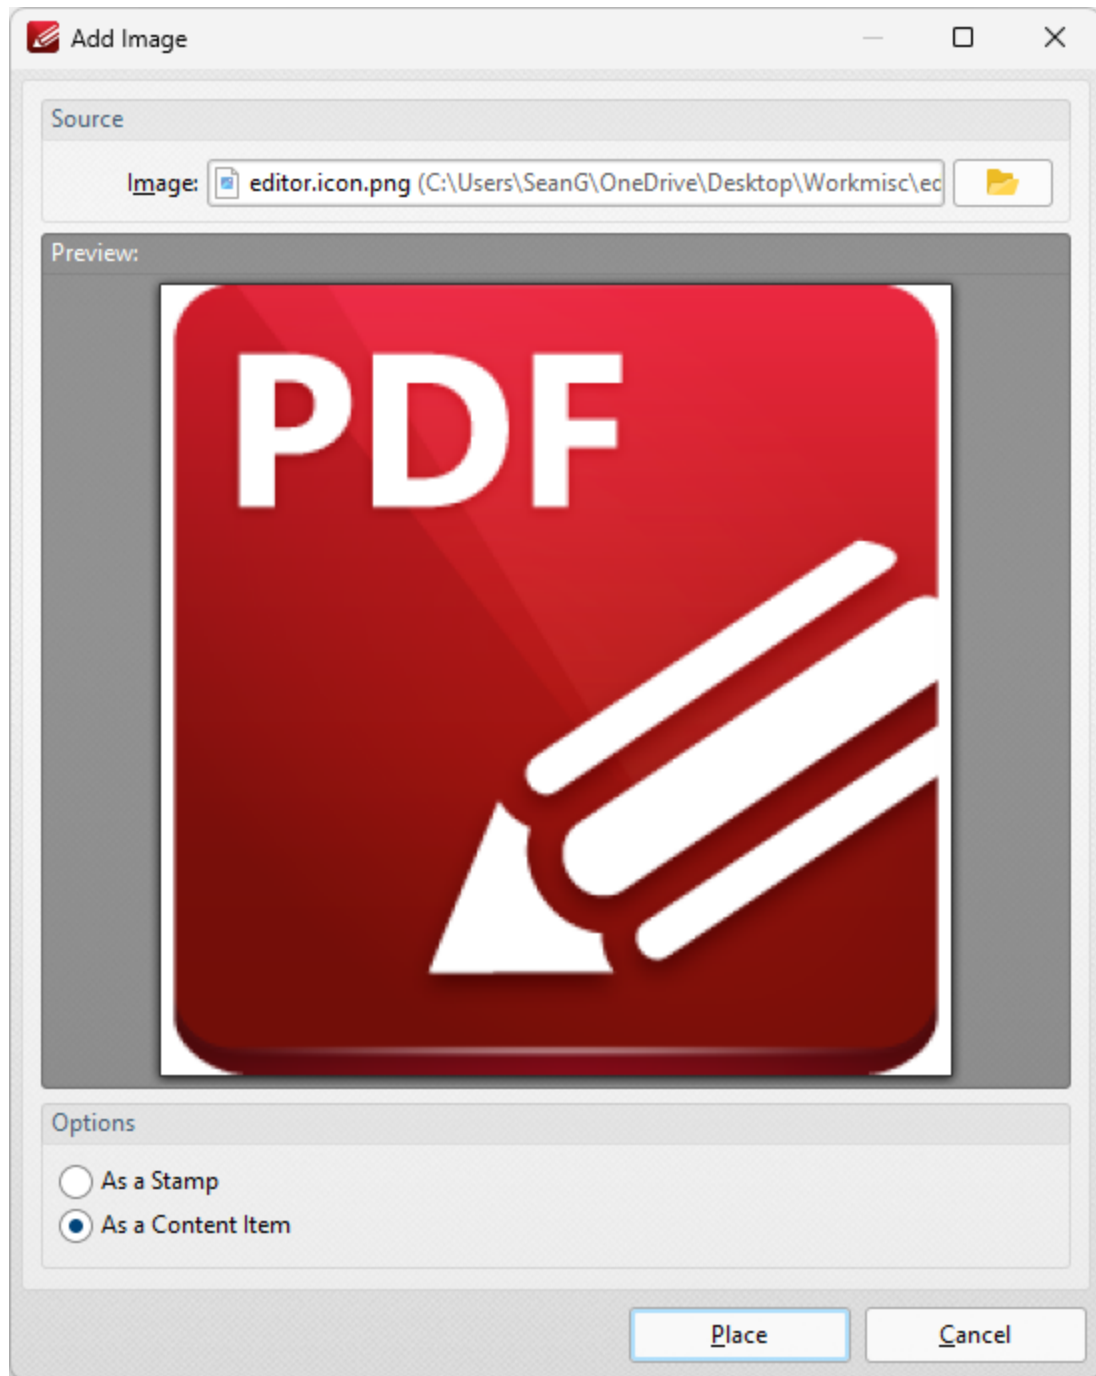 Add Image
Source
Image: editor.icon.png (C:\Users\SeanG\OneDrive\Desktop\Workmisc\ed
Preview:
PDF
Options
As a Stamp
As a Content Item
Place Cancel